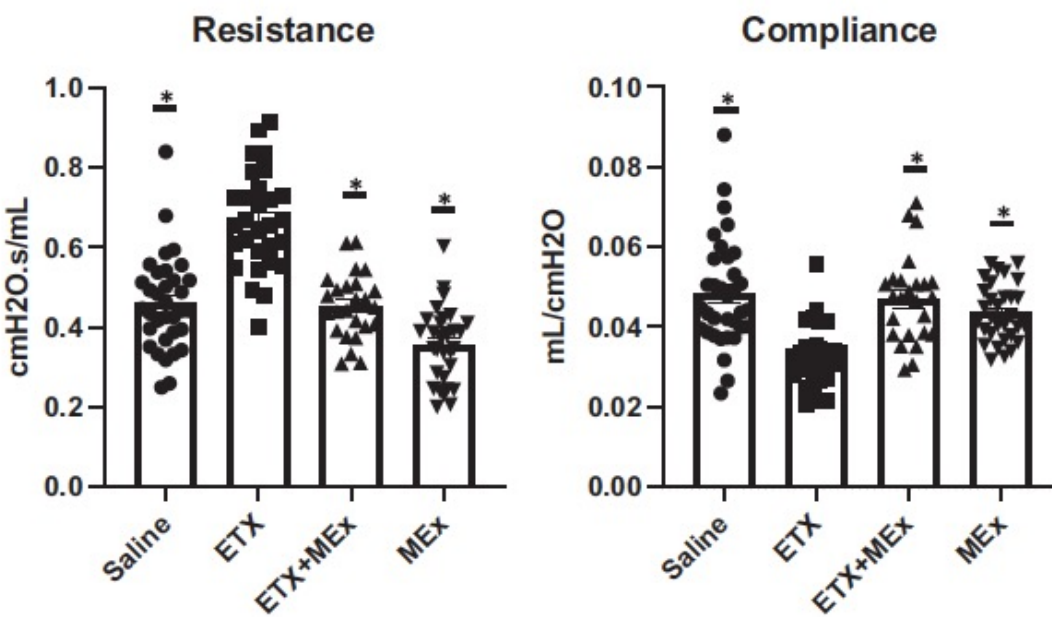 Resistance
cmH2O.s/mL
1.0
0.8
0.6
0.4
0.2
0.0
*
*
*
Saline
ETX
ETX+MEx
MEx
Compliance
mL/cmH2O
0.10
0.08
0.06
0.04
0.02
0.00
*
*
*
Saline
ETX
ETX+MEx
MEx